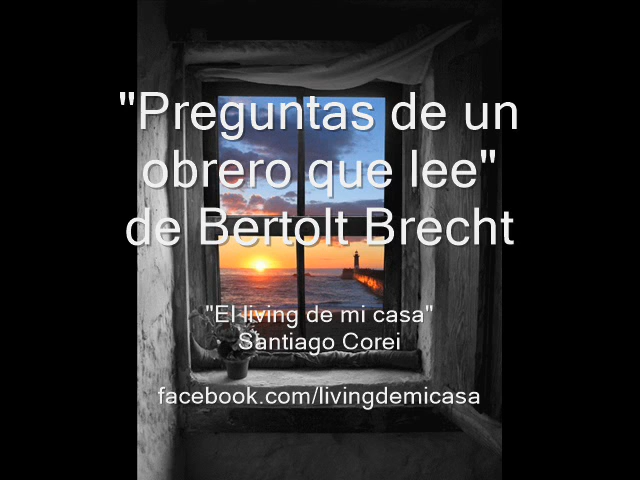 "Preguntas de un
obrero que lee"
de Bertolt Brecht
"El living de mi casa"
Santiago Corei
facebook.com/livingdemicasa